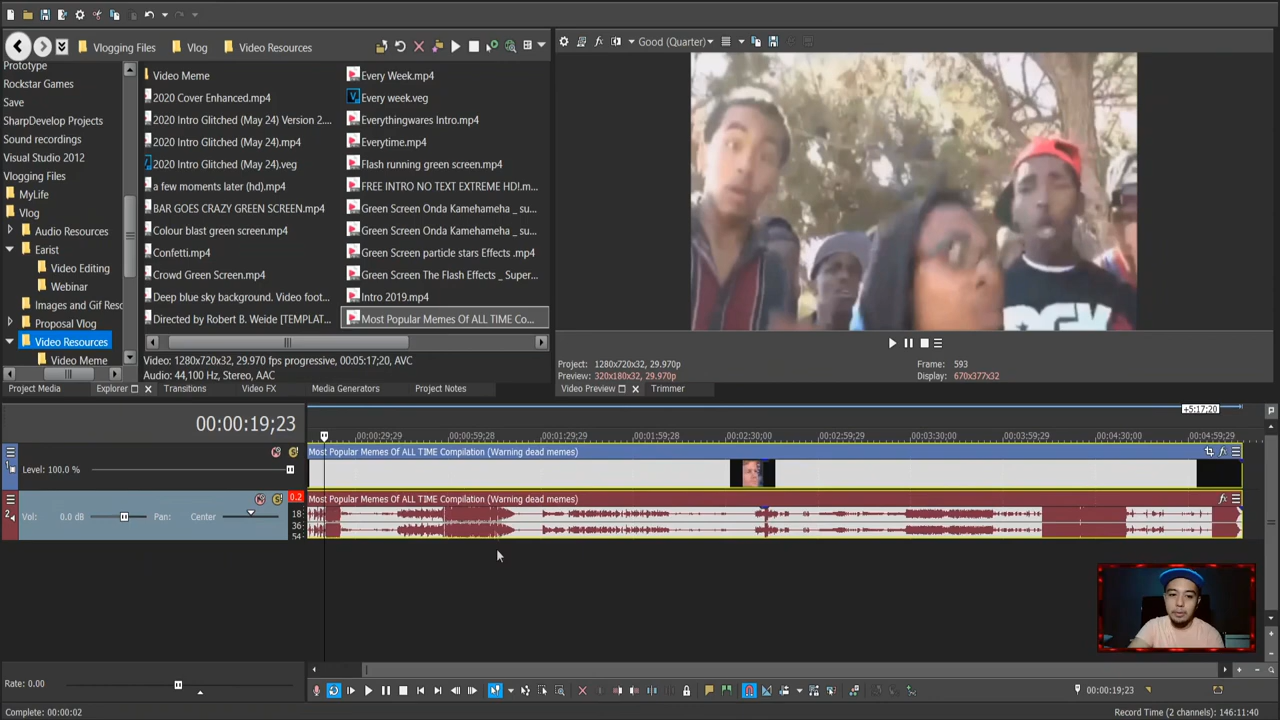 Vlogging Files
Vlog
Video Resources
Good (Quarter)
Prototype
Rockstar Games
Save
SharpDevelop Projects
Sound recordings
Visual Studio 2012
Vlogging Files
MyLife
Vlog
Audio Resources
Earist
Video Editing
Webinar
Images and Gif Resc
Proposal Vlog
Video Resources
Video Meme
Video Meme
2020 Cover Enhanced.mp4
2020 Intro Glitched (May 24) Version 2....
2020 Intro Glitched (May 24).mp4
2020 Intro Glitched (May 24).veg
a few moments later (hd).mp4
BAR GOES CRAZY GREEN SCREEN.mp4
Colour blast green screen.mp4
Confetti.mp4
Crowd Green Screen.mp4
Deep blue sky background. Video foot...
Directed by Robert B. Weide [TEMPLAT...
Every Week.mp4
Every week.veg
Everythingwares Intro.mp4
Everytime.mp4
Flash running green screen.mp4
FREE INTRO NO TEXT EXTREME HD!.m...
Green Screen Onda Kamehameha _ su...
Green Screen Onda Kamehameha _ su...
Green Screen particle stars Effects .mp4
Green Screen The Flash Effects _ Super...
Intro 2019.mp4
Most Popular Memes Of ALL TIME Co...
Video: 1280x720x32, 29.970 fps progressive, 00:05:17;20, AVC
Audio: 44,100 Hz, Stereo, AAC
Project Media
Explorer
Transitions
Video FX
Media Generators
Project Notes
Project: 1280x720x32, 29.970p
Preview: 320x180x32, 29.970p
Frame: 593
Display: 670x377x32
Video Preview
Trimmer
00:00:19;23
+5:17;20
00:00:29;29
00:00:59;28
00:01:29;29
00:01:59;28
00:02:30;00
00:02:59;29
00:03:30;00
00:03:59;29
00:04:30;00
00:04:59;29
1
Level: 100.0 %
Most Popular Memes Of ALL TIME Compilation (Warning dead memes)
2
Vol: 0.0 dB
Pan: Center
0.2
18
36
54
Most Popular Memes Of ALL TIME Compilation (Warning dead memes)
Rate: 0.00
00:00:19;23
Complete: 00:00:02
Record Time (2 channels): 146:11:40